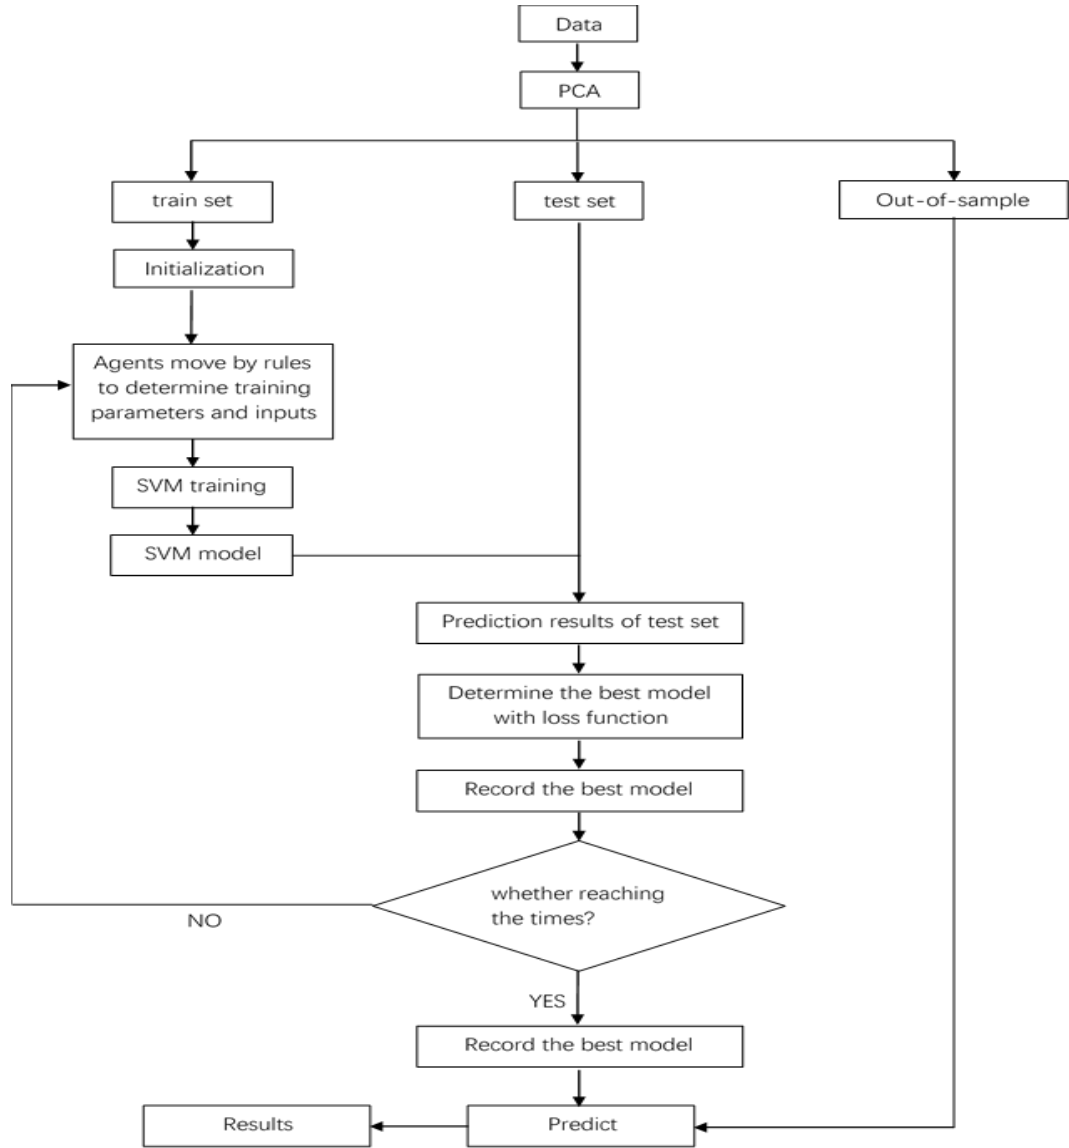 Data
PCA
train set
test set
Out-of-sample
Initialization
Agents move by rules
to determine training
parameters and inputs
SVM training
SVM model
Prediction results of test set
Determine the best model
with loss function
Record the best model
whether reaching
the times?
NO
YES
Record the best model
Results
Predict